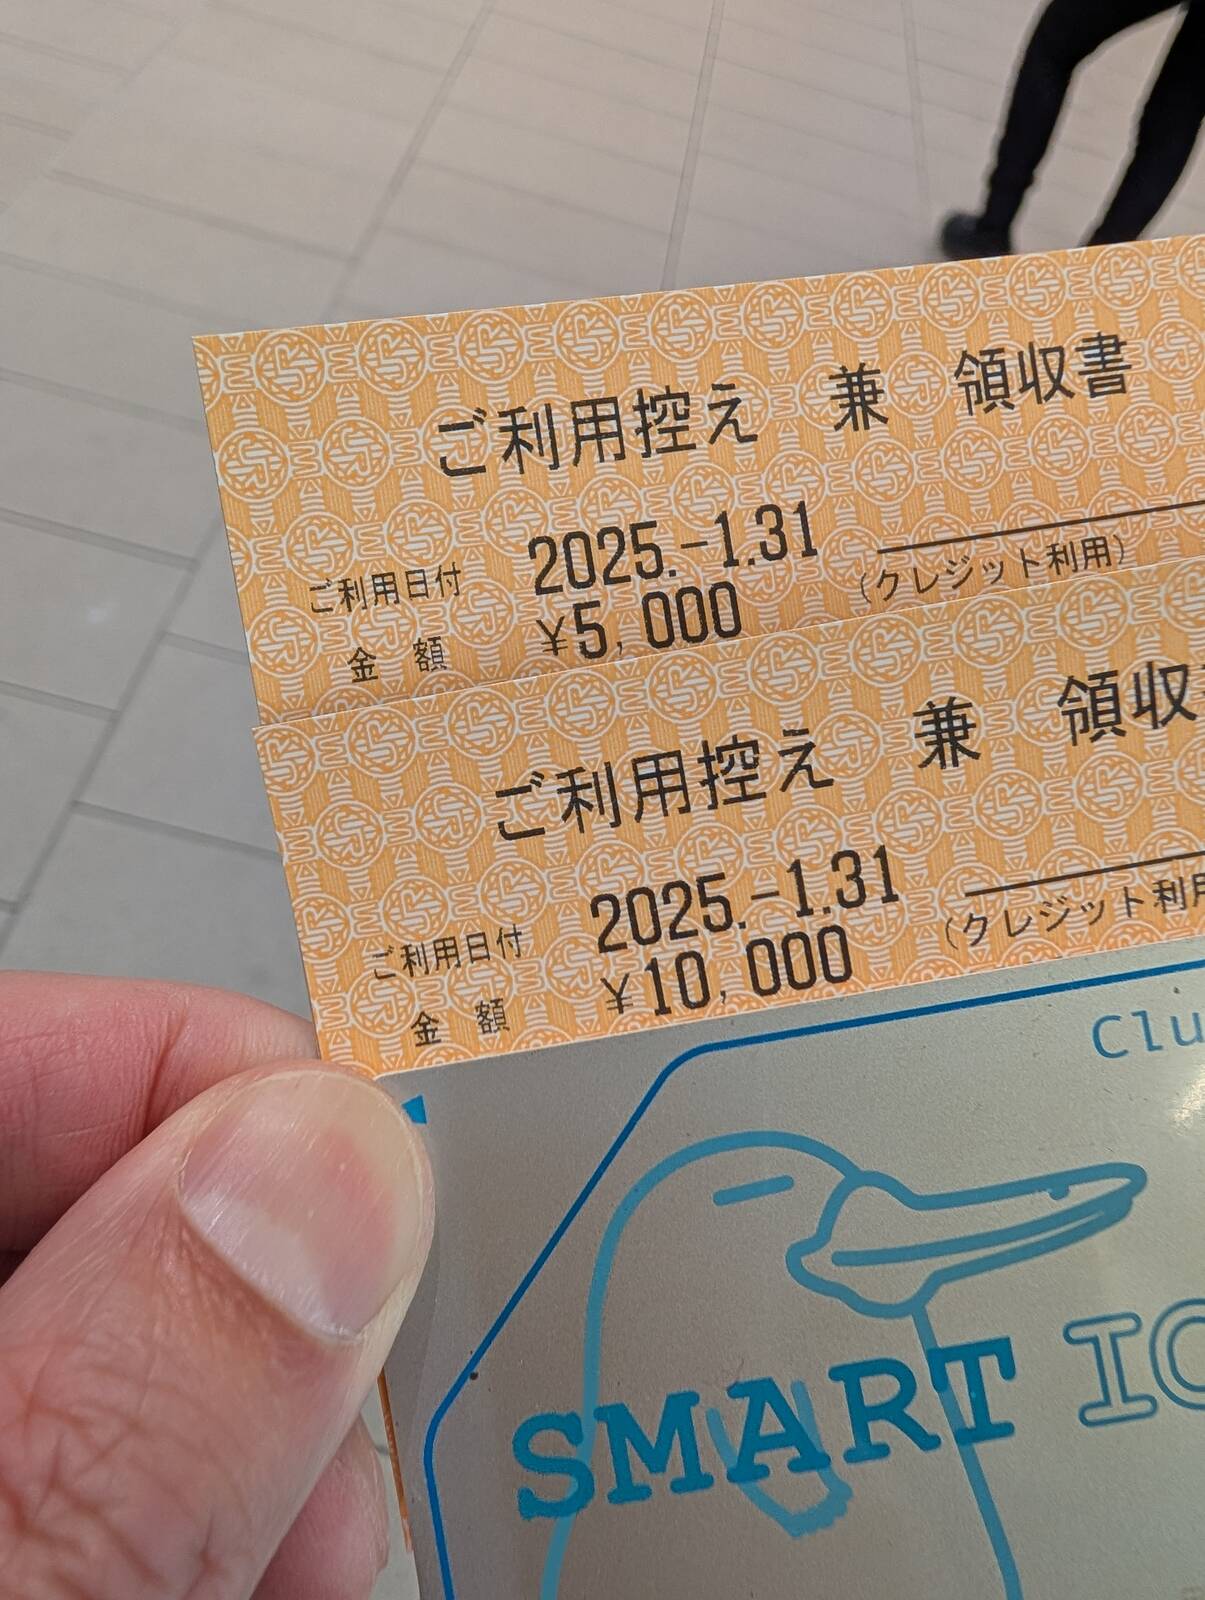 ご利用控え 兼 領収書
ご利用日付 2025.-1.31 (クレジット利用)
金 額 ¥5,000
ご利用控え 兼 領収
ご利用日付 2025.-1.31 (クレジット利用
金 額 ¥10,000
Clu
SMART IC